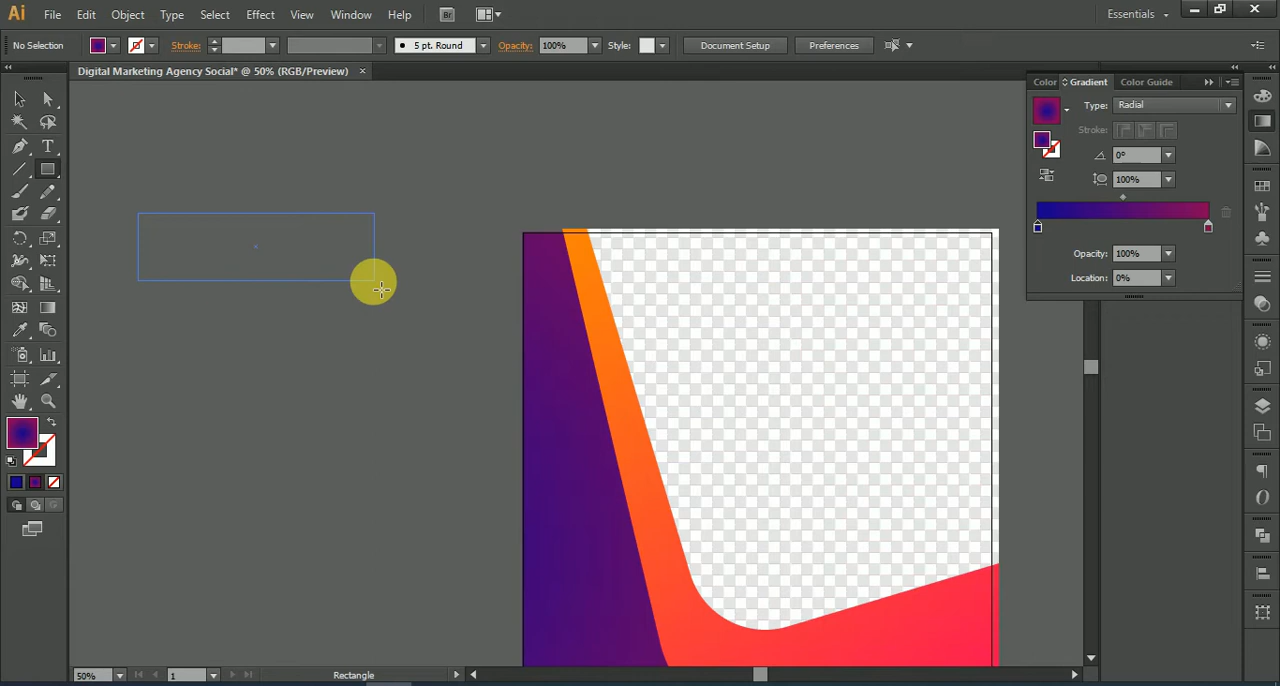 Ai File Edit Object Type Select Effect View Window Help Br Essentials
No Selection Stroke: 5 pt. Round Opacity: 100% Style: Document Setup Preferences
Digital Marketing Agency Social* @ 50% (RGB/Preview)
Color Gradient Color Guide
Type: Radial
Stroke:
0°
100%
Opacity: 100%
Location: 0%
50% 1 Rectangle